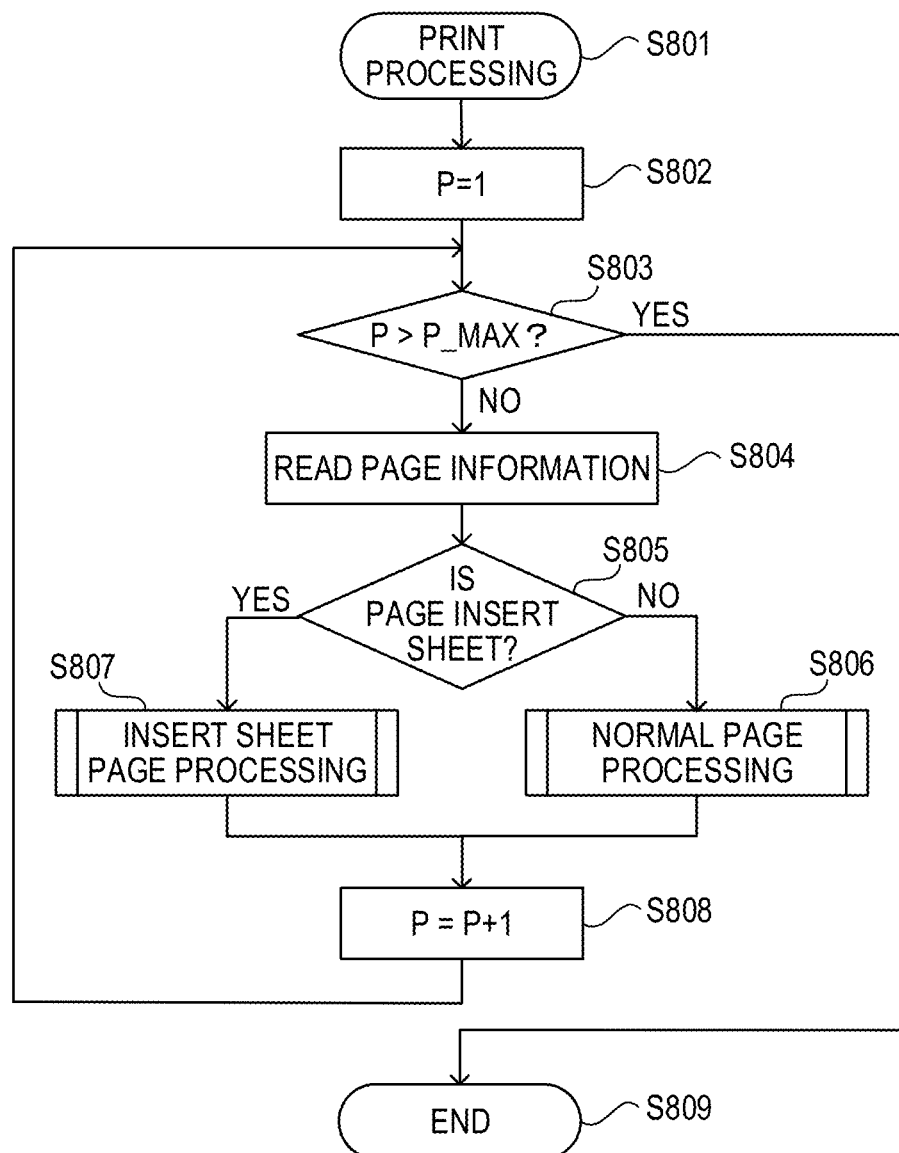 PRINT
PROCESSING
S801
P=1
S802
S803
P > P_MAX ?
YES
NO
READ PAGE INFORMATION
S804
S805
IS
PAGE INSERT
SHEET?
YES
NO
S807
INSERT SHEET
PAGE PROCESSING
S806
NORMAL PAGE
PROCESSING
P = P+1
S808
END
S809